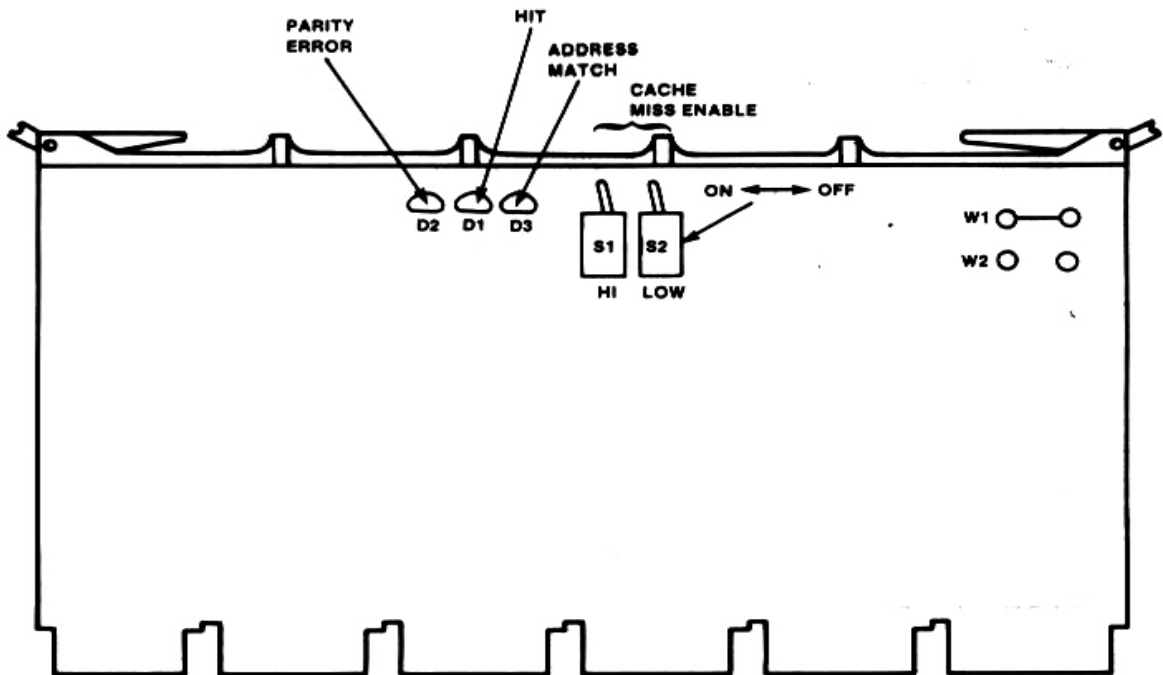 HIT
PARITY
ERROR
ADDRESS
MATCH
CACHE
MISS ENABLE
ON OFF
D2 D1 D3
S1 S2
HI LOW
W1
W2